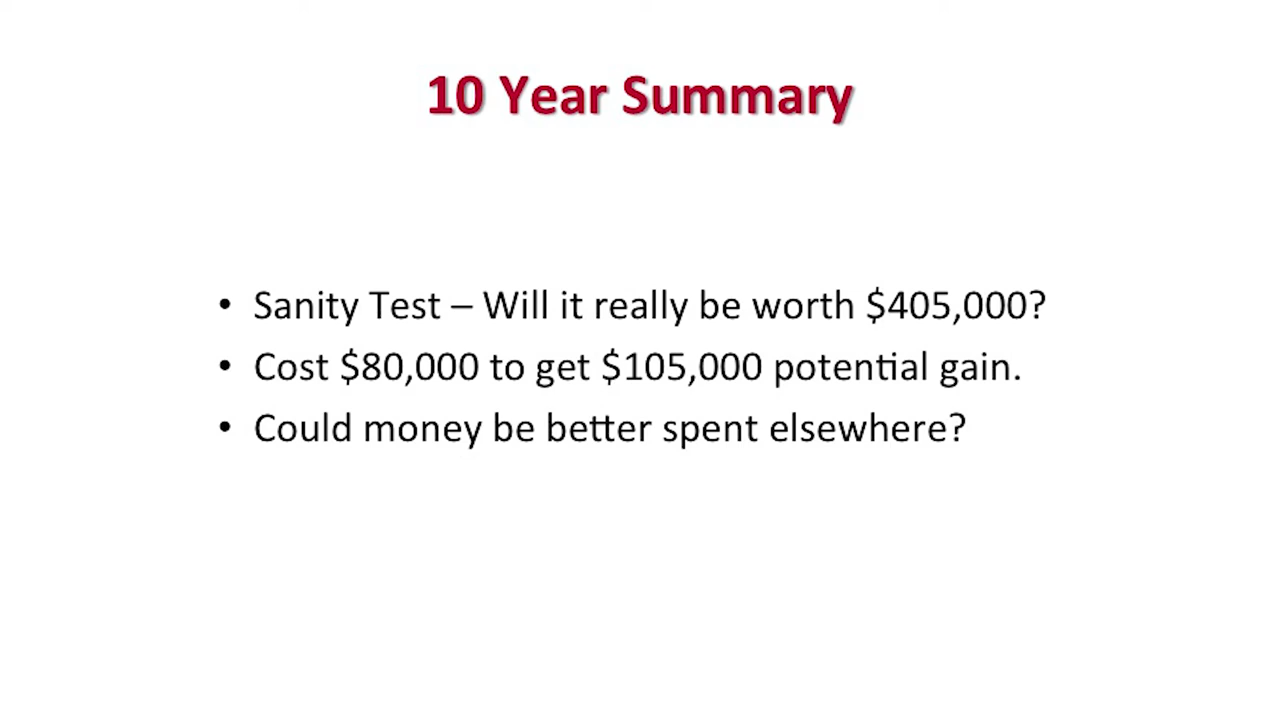 10 Year Summary
• Sanity Test – Will it really be worth $405,000?
• Cost $80,000 to get $105,000 potential gain.
• Could money be better spent elsewhere?